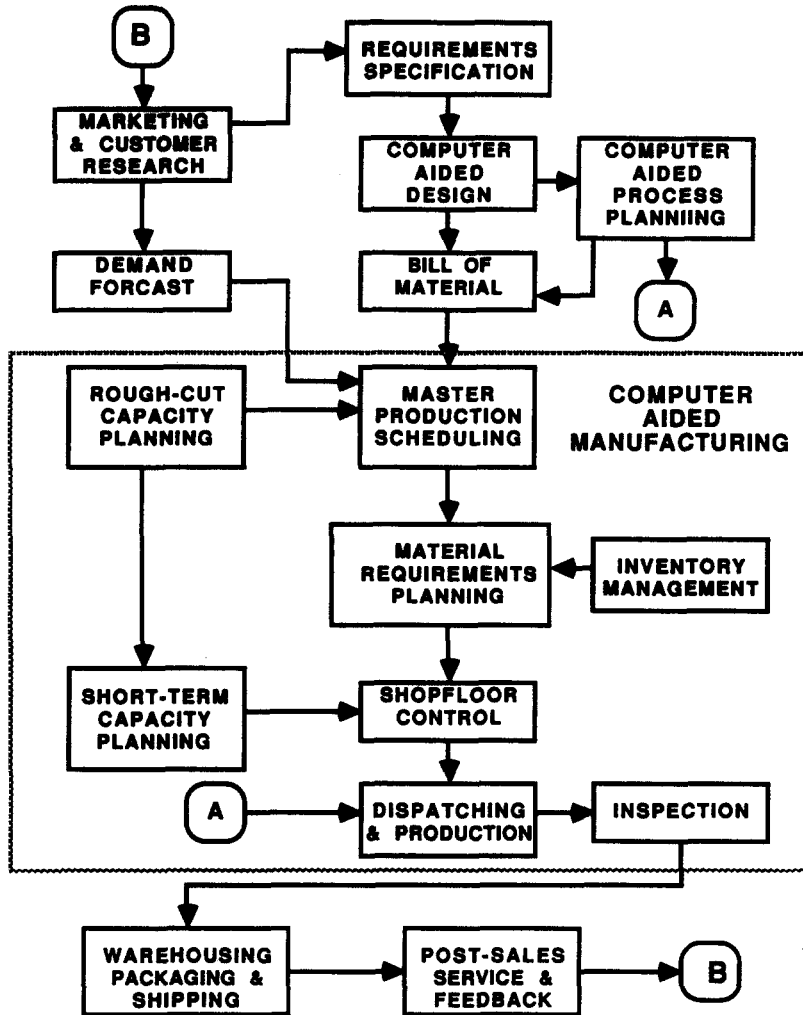 B
REQUIREMENTS
SPECIFICATION
MARKETING
& CUSTOMER
RESEARCH
COMPUTER
AIDED
DESIGN
COMPUTER
AIDED
PROCESS
PLANNIING
DEMAND
FORCAST
BILL OF
MATERIAL
A
ROUGH-CUT
CAPACITY
PLANNING
MASTER
PRODUCTION
SCHEDULING
COMPUTER
AIDED
MANUFACTURING
MATERIAL
REQUIREMENTS
PLANNING
INVENTORY
MANAGEMENT
SHORT-TERM
CAPACITY
PLANNING
SHOPFLOOR
CONTROL
A
DISPATCHING
& PRODUCTION
INSPECTION
WAREHOUSING
PACKAGING &
SHIPPING
POST-SALES
SERVICE &
FEEDBACK
B